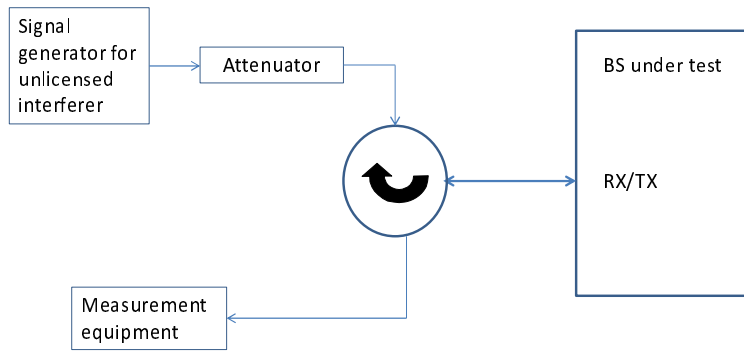 Signal
generator for
unlicensed
interferer
Attenuator
BS under test
RX/TX
Measurement
equipment